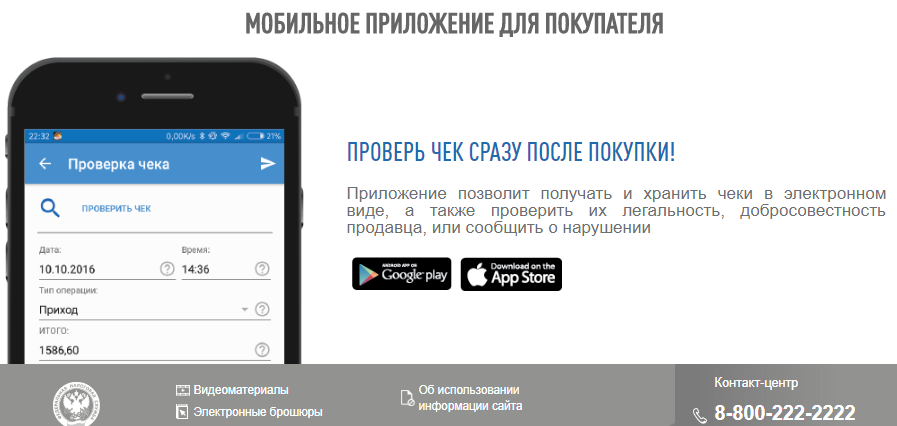 МОБИЛЬНОЕ ПРИЛОЖЕНИЕ ДЛЯ ПОКУПАТЕЛЯ
22:32 0,00K/s 21%
Проверка чека
ПРОВЕРИТЬ ЧЕК
Дата: Время:
10.10.2016 14:36
Тип операции:
Приход
ИТОГО:
1586,60
ПРОВЕРЬ ЧЕК СРАЗУ ПОСЛЕ ПОКУПКИ!
Приложение позволит получать и хранить чеки в электронном
виде, а также проверить их легальность, добросовестность
продавца, или сообщить о нарушении
ANDROID APP ON
Google play
Download on the
App Store
Видеоматериалы
Электронные брошюры
Об использовании
информации сайта
Контакт-центр
8-800-222-2222